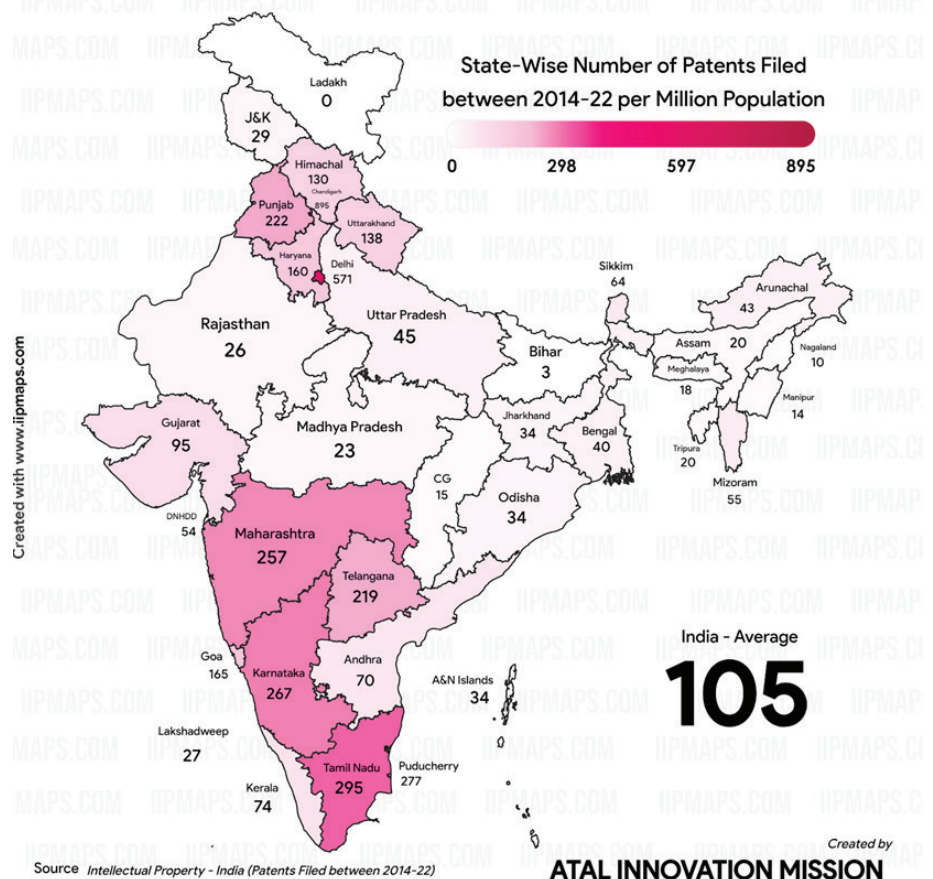 State-Wise Number of Patents Filed
between 2014-22 per Million Population
0 298 597 895
Ladakh
0
J&K
29
Himachal
130
Chandigarh
895
Punjab
222
Uttarakhand
138
Haryana
160
Delhi
571
Rajasthan
26
Uttar Pradesh
45
Bihar
3
Sikkim
64
Arunachal
43
Assam 20
Nagaland
10
Meghalaya
18
Manipur
14
Tripura
20
Mizoram
55
Gujarat
95
Madhya Pradesh
23
Jharkhand
34
Bengal
40
CG
15
Odisha
34
DNHDD
54
Maharashtra
257
Telangana
219
Goa
165
Karnataka
267
Andhra
70
A&N Islands
34
Lakshadweep
27
Kerala
74
Tamil Nadu
295
Puducherry
277
India - Average
105
Created with www.iipmaps.com
Source Intellectual Property - India (Patents Filed between 2014-22)
Created by
ATAL INNOVATION MISSION
IIPMAPS.COM